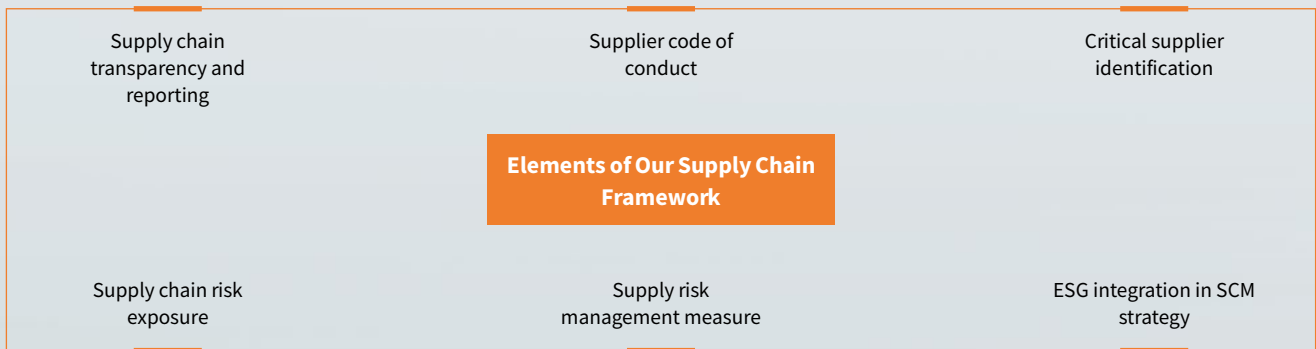 Supply chain
transparency and
reporting
Supplier code of
conduct
Critical supplier
identification
Elements of Our Supply Chain
Framework
Supply chain risk
exposure
Supply risk
management measure
ESG integration in SCM
strategy